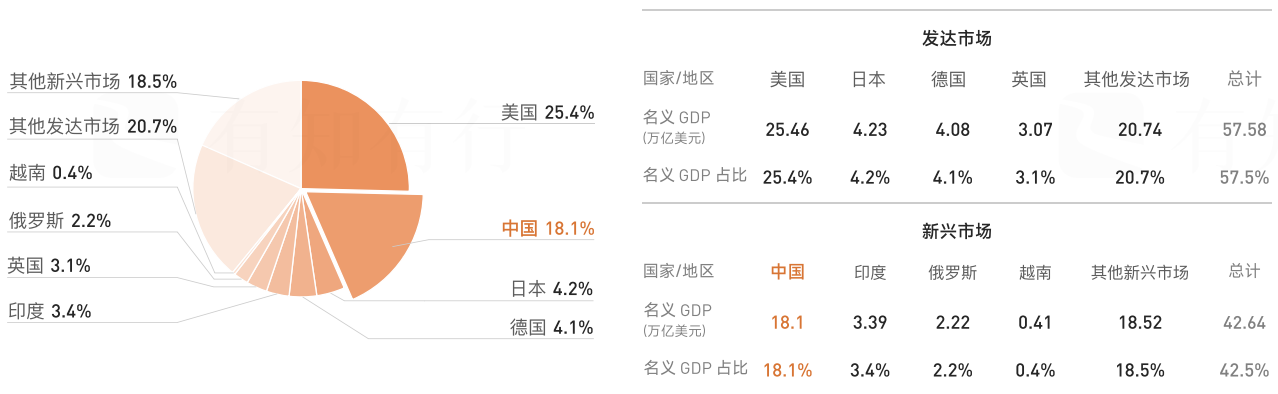 其他新兴市场 18.5%
其他发达市场 20.7%
越南 0.4%
俄罗斯 2.2%
英国 3.1%
印度 3.4%
美国 25.4%
中国 18.1%
日本 4.2%
德国 4.1%
有知有行
发达市场
国家/地区 美国 日本 德国 英国 其他发达市场 总计
名义 GDP
(万亿美元) 25.46 4.23 4.08 3.07 20.74 57.58
名义 GDP 占比 25.4% 4.2% 4.1% 3.1% 20.7% 57.5%
新兴市场
国家/地区 中国 印度 俄罗斯 越南 其他新兴市场 总计
名义 GDP
(万亿美元) 18.1 3.39 2.22 0.41 18.52 42.64
名义 GDP 占比 18.1% 3.4% 2.2% 0.4% 18.5% 42.5%